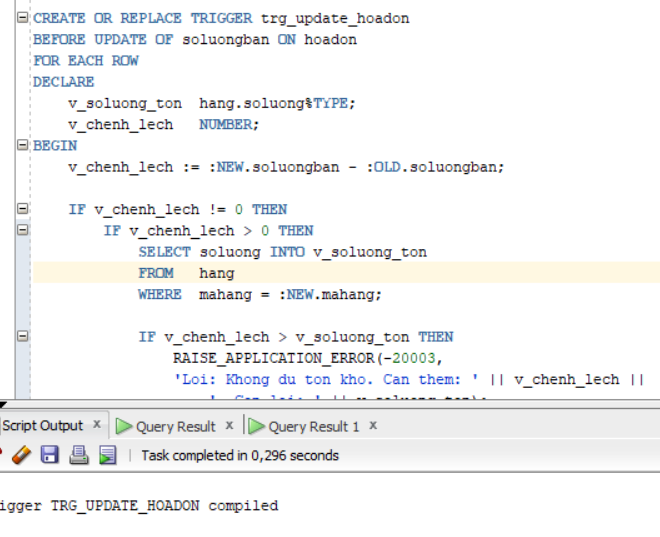 CREATE OR REPLACE TRIGGER trg_update_hoadon
BEFORE UPDATE OF soluongban ON hoadon
FOR EACH ROW
DECLARE
    v_soluong_ton  hang.soluong%TYPE;
    v_chenh_lech   NUMBER;
BEGIN
    v_chenh_lech := :NEW.soluongban - :OLD.soluongban;
    IF v_chenh_lech != 0 THEN
        IF v_chenh_lech > 0 THEN
            SELECT soluong INTO v_soluong_ton
            FROM   hang
            WHERE  mahang = :NEW.mahang;
            IF v_chenh_lech > v_soluong_ton THEN
                RAISE_APPLICATION_ERROR(-20003,
                'Loi: Khong du ton kho. Can them: ' || v_chenh_lech ||
Script Output x Query Result x Query Result 1 x
Task completed in 0,296 seconds
igger TRG_UPDATE_HOADON compiled